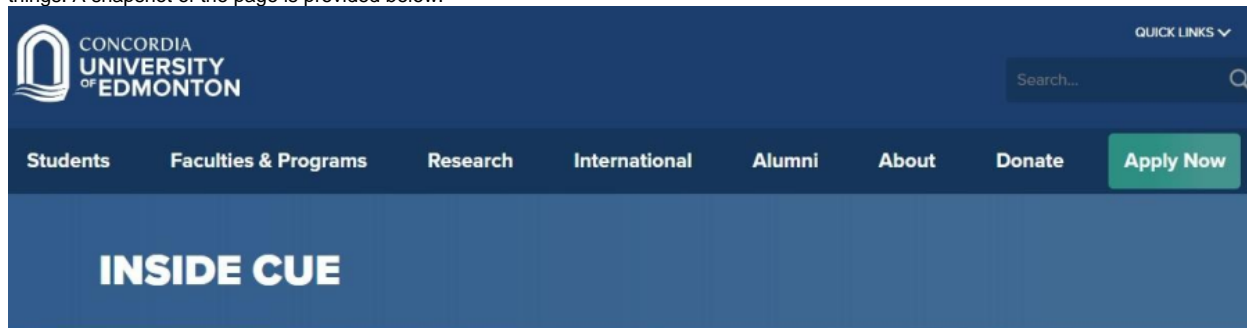 things. A snapshot of the page is provided below.
CONCORDIA
UNIVERSITY
OF EDMONTON
QUICK LINKS
Search...
Students Faculties & Programs Research International Alumni About Donate Apply Now
INSIDE CUE